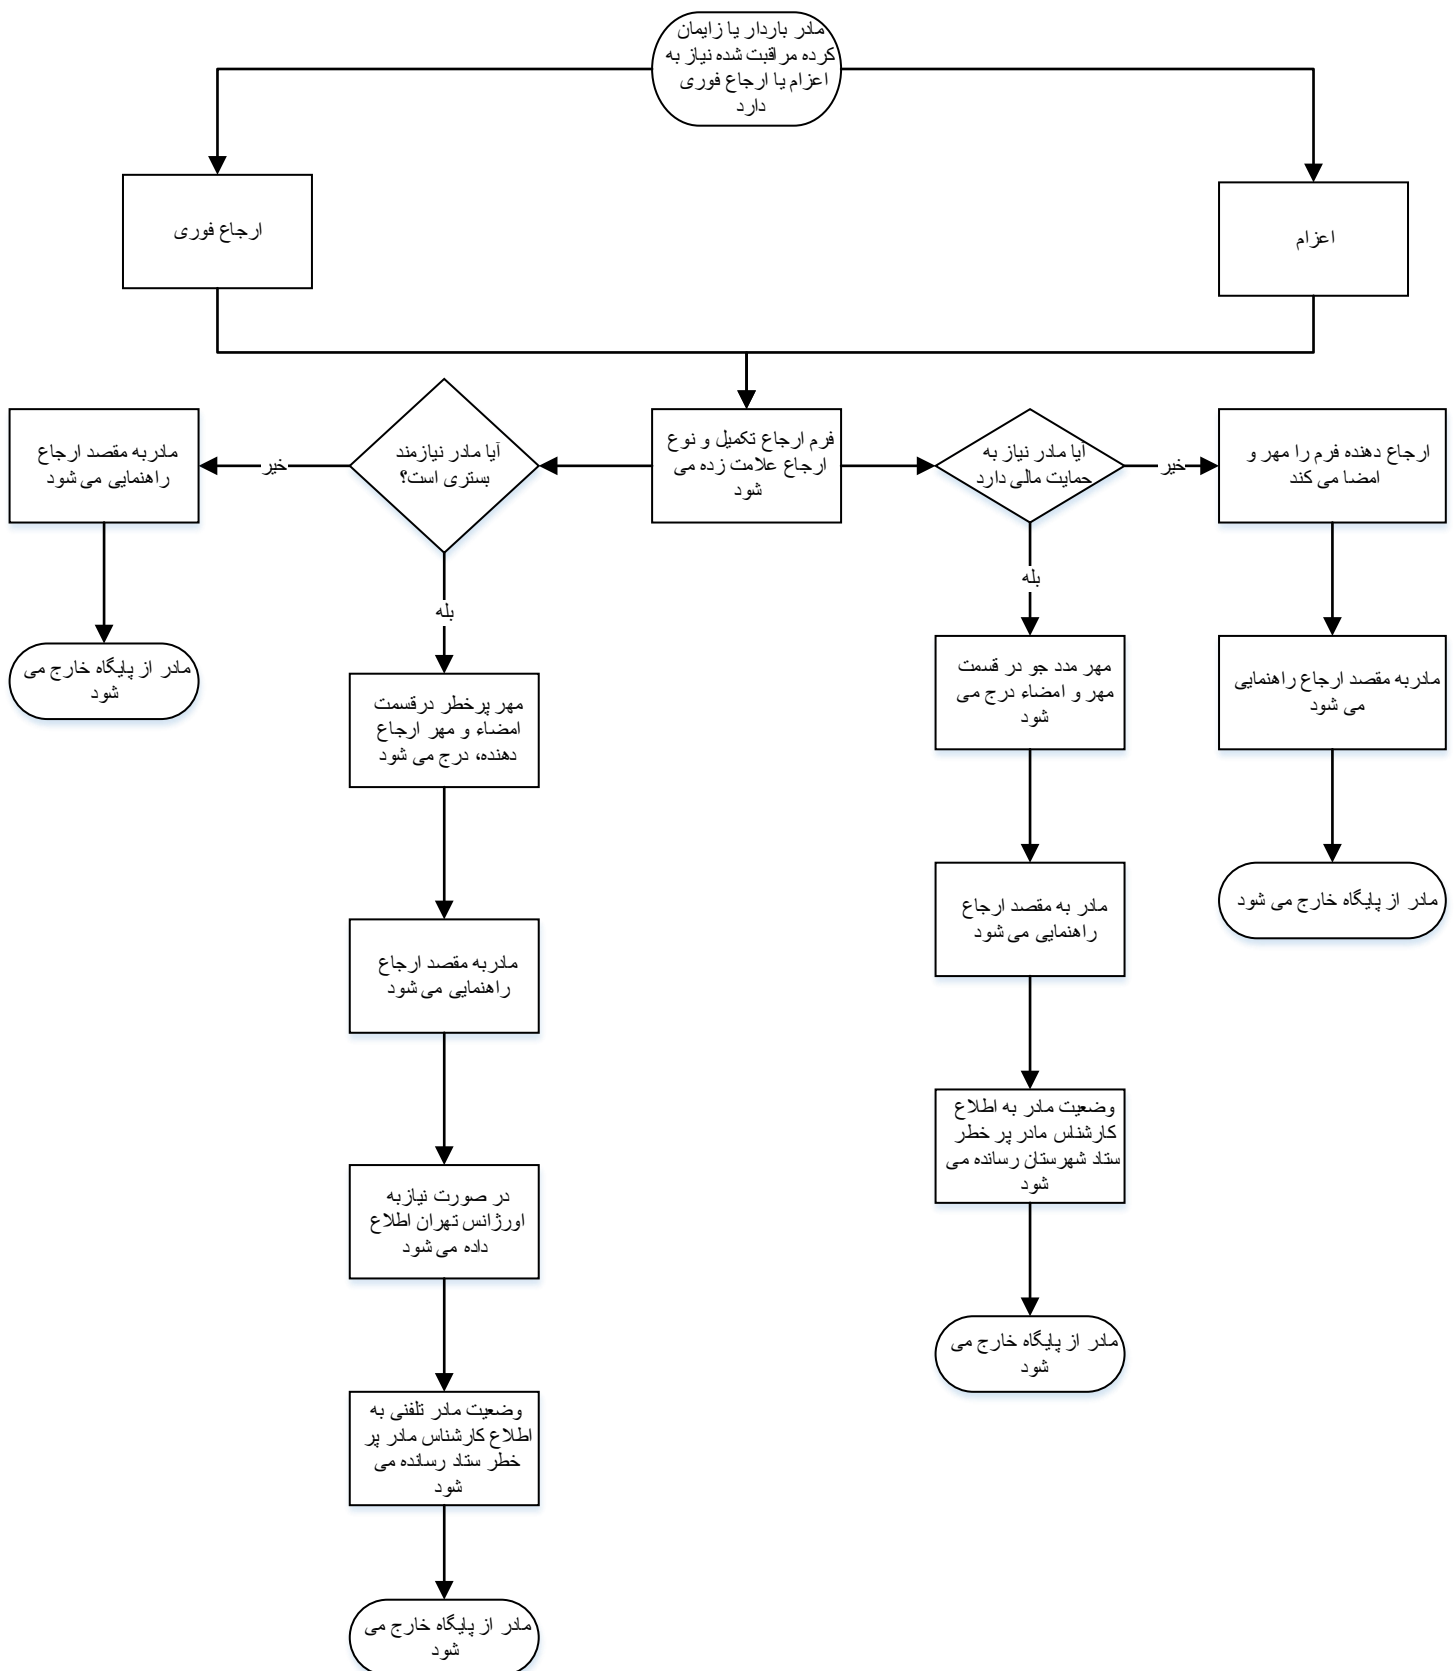 مادر باردار یا زایمان
کرده مراقبت شده نیاز به
اعزام یا ارجاع فوری
دارد
اعزام
ارجاع فوری
فرم ارجاع تکمیل و نوع
ارجاع علامت زده می
شود
آیا مادر نیاز به
حمایت مالی دارد
خیر
ارجاع دهنده فرم را مهر و
امضا می کند
مادربه مقصد ارجاع راهنمایی
می شود
مادر از پایگاه خارج می شود
بله
مهر مدد جو در قسمت
مهر و امضاء درج می
شود
مادر به مقصد ارجاع
راهنمایی می شود
وضعیت مادر به اطلاع
کارشناس مادر پر خطر
ستاد شهرستان رسانده می
شود
مادر از پایگاه خارج می
شود
آیا مادر نیازمند
بستری است؟
خیر
مادربه مقصد ارجاع
راهنمایی می شود
مادر از پایگاه خارج می
شود
بله
مهر پرخطر درقسمت
امضاء و مهر ارجاع
دهنده، درج می شود
مادربه مقصد ارجاع
راهنمایی می شود
در صورت نیازبه
اورژانس تهران اطلاع
داده می شود
وضعیت مادر تلفنی به
اطلاع کارشناس مادر پر
خطر ستاد رسانده می
شود
مادر از پایگاه خارج می
شود